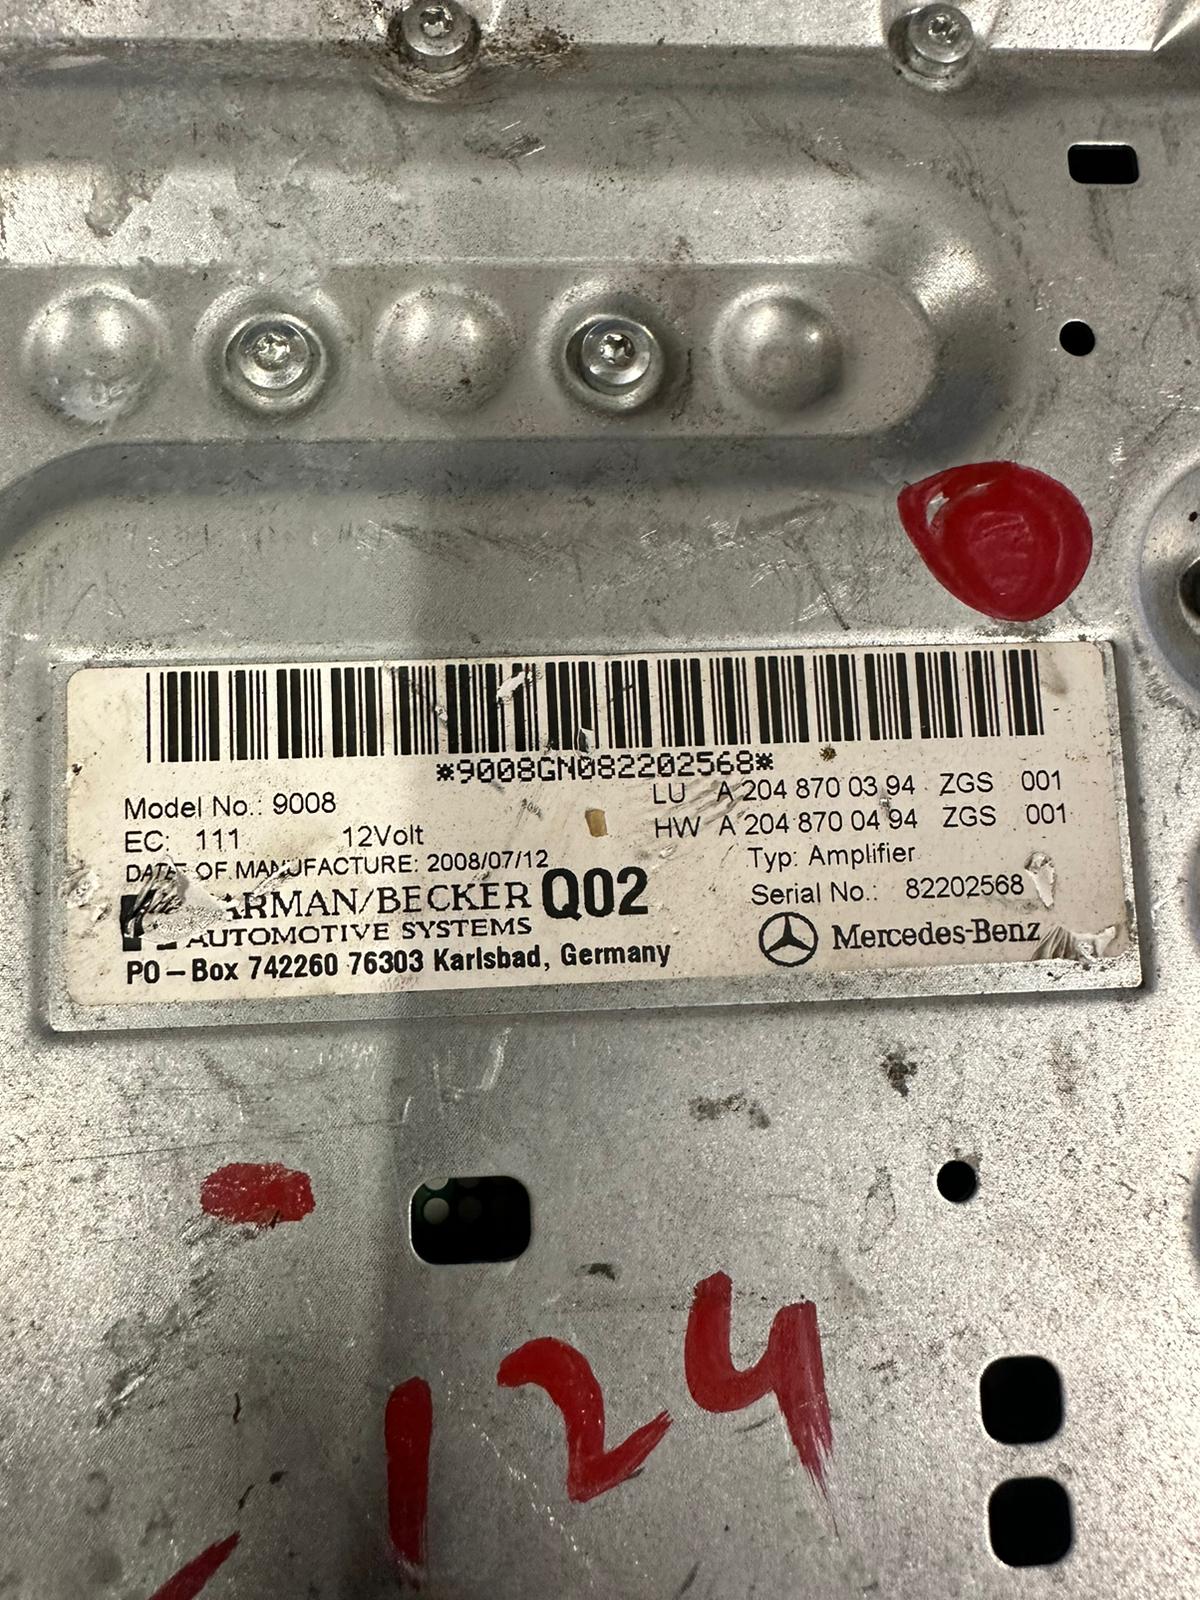 *9008GN082202568*
LU A 204 870 03 94 ZGS 001
Model No.: 9008
HW A 204 870 04 94 ZGS 001
EC: 111 12Volt
DATE OF MANUFACTURE: 2008/07/12
Typ: Amplifier
HARMAN/BECKER Q02
Serial No.: 82202568
AUTOMOTIVE SYSTEMS
Mercedes-Benz
PO-Box 742260 76303 Karlsbad, Germany
124